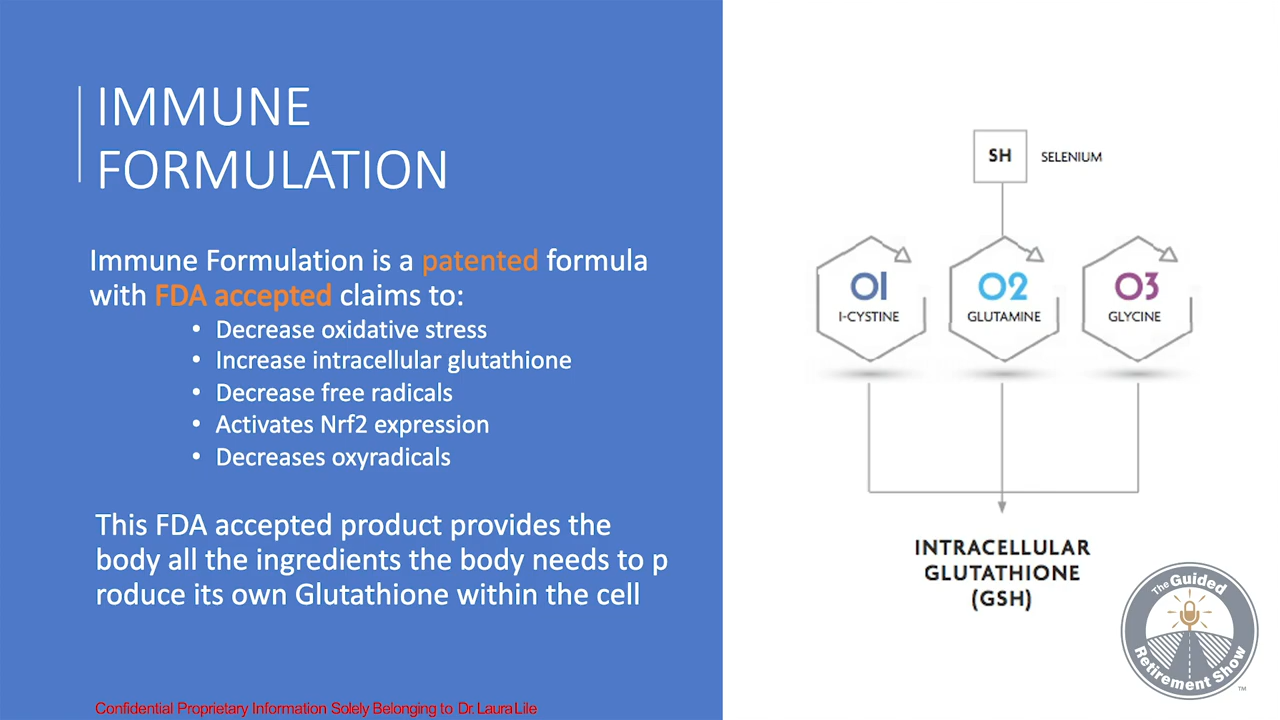 IMMUNE
FORMULATION
Immune Formulation is a patented formula
with FDA accepted claims to:
• Decrease oxidative stress
• Increase intracellular glutathione
• Decrease free radicals
• Activates Nrf2 expression
• Decreases oxyradicals
This FDA accepted product provides the
body all the ingredients the body needs to p
roduce its own Glutathione within the cell
Confidential Proprietary Information Solely Belonging to Dr. Laura Lile
SH SELENIUM
01
I-CYSTINE
02
GLUTAMINE
03
GLYCINE
INTRACELLULAR
GLUTATHIONE
(GSH)
The Guided
Retirement Show
TM